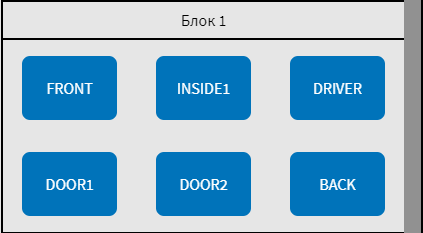 Блок 1
FRONT INSIDE1 DRIVER
DOOR1 DOOR2 BACK